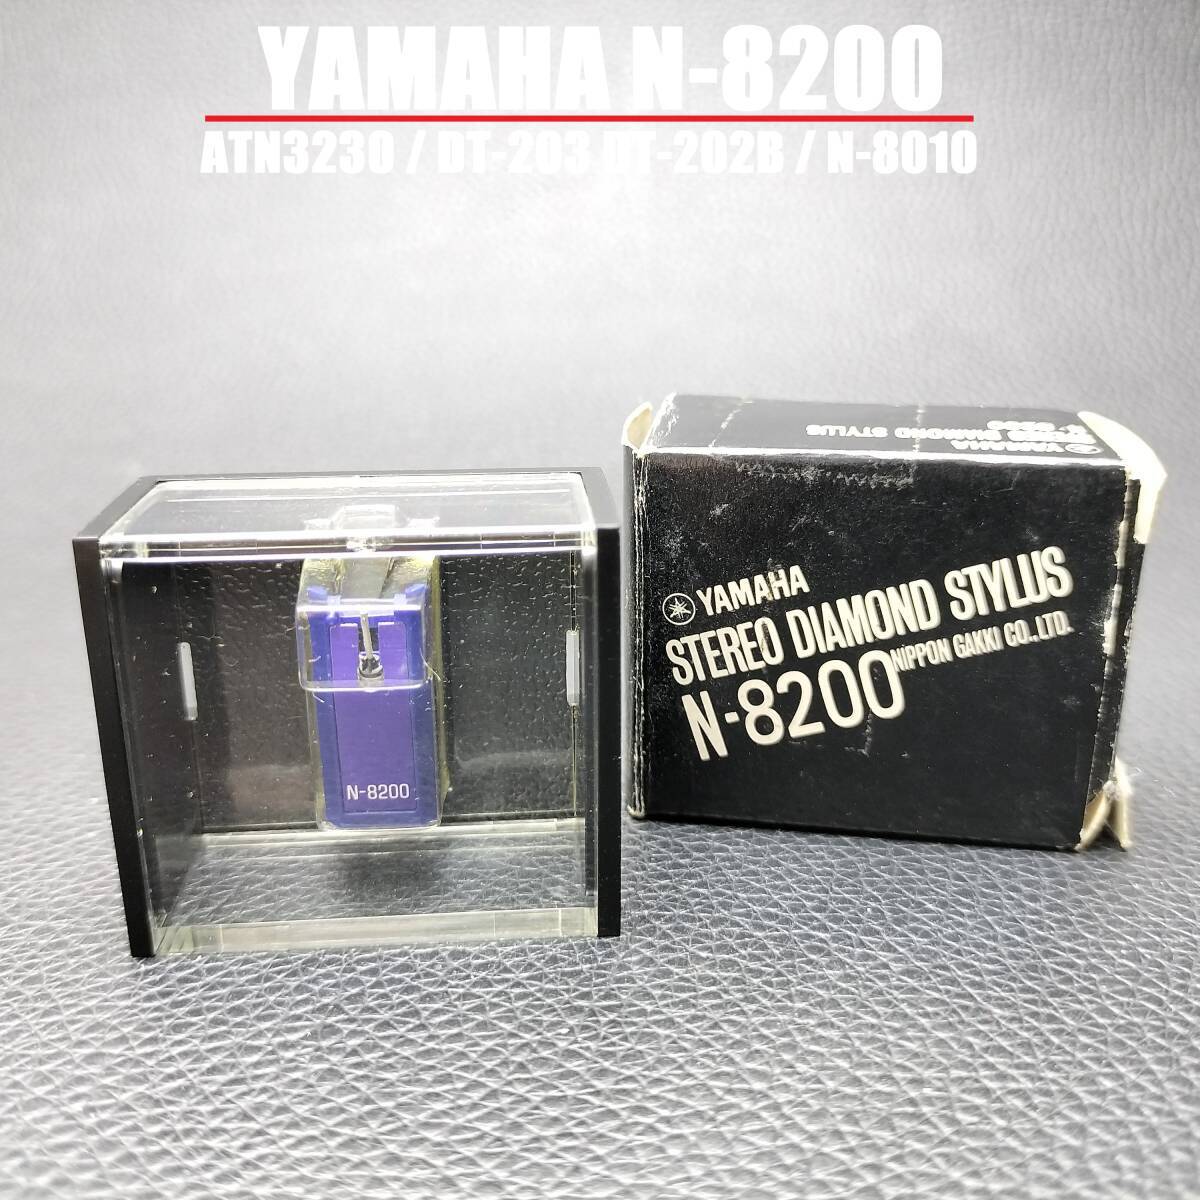 YAMAHA N-8200
ATN3230 / DT-203 DT-202B / N-8010
YAMAHA
STEREO DIAMOND STYLUS
N-8200
YAMAHA
STEREO DIAMOND STYLUS
N-8200 NIPPON GAKKI CO., LTD.
N-8200